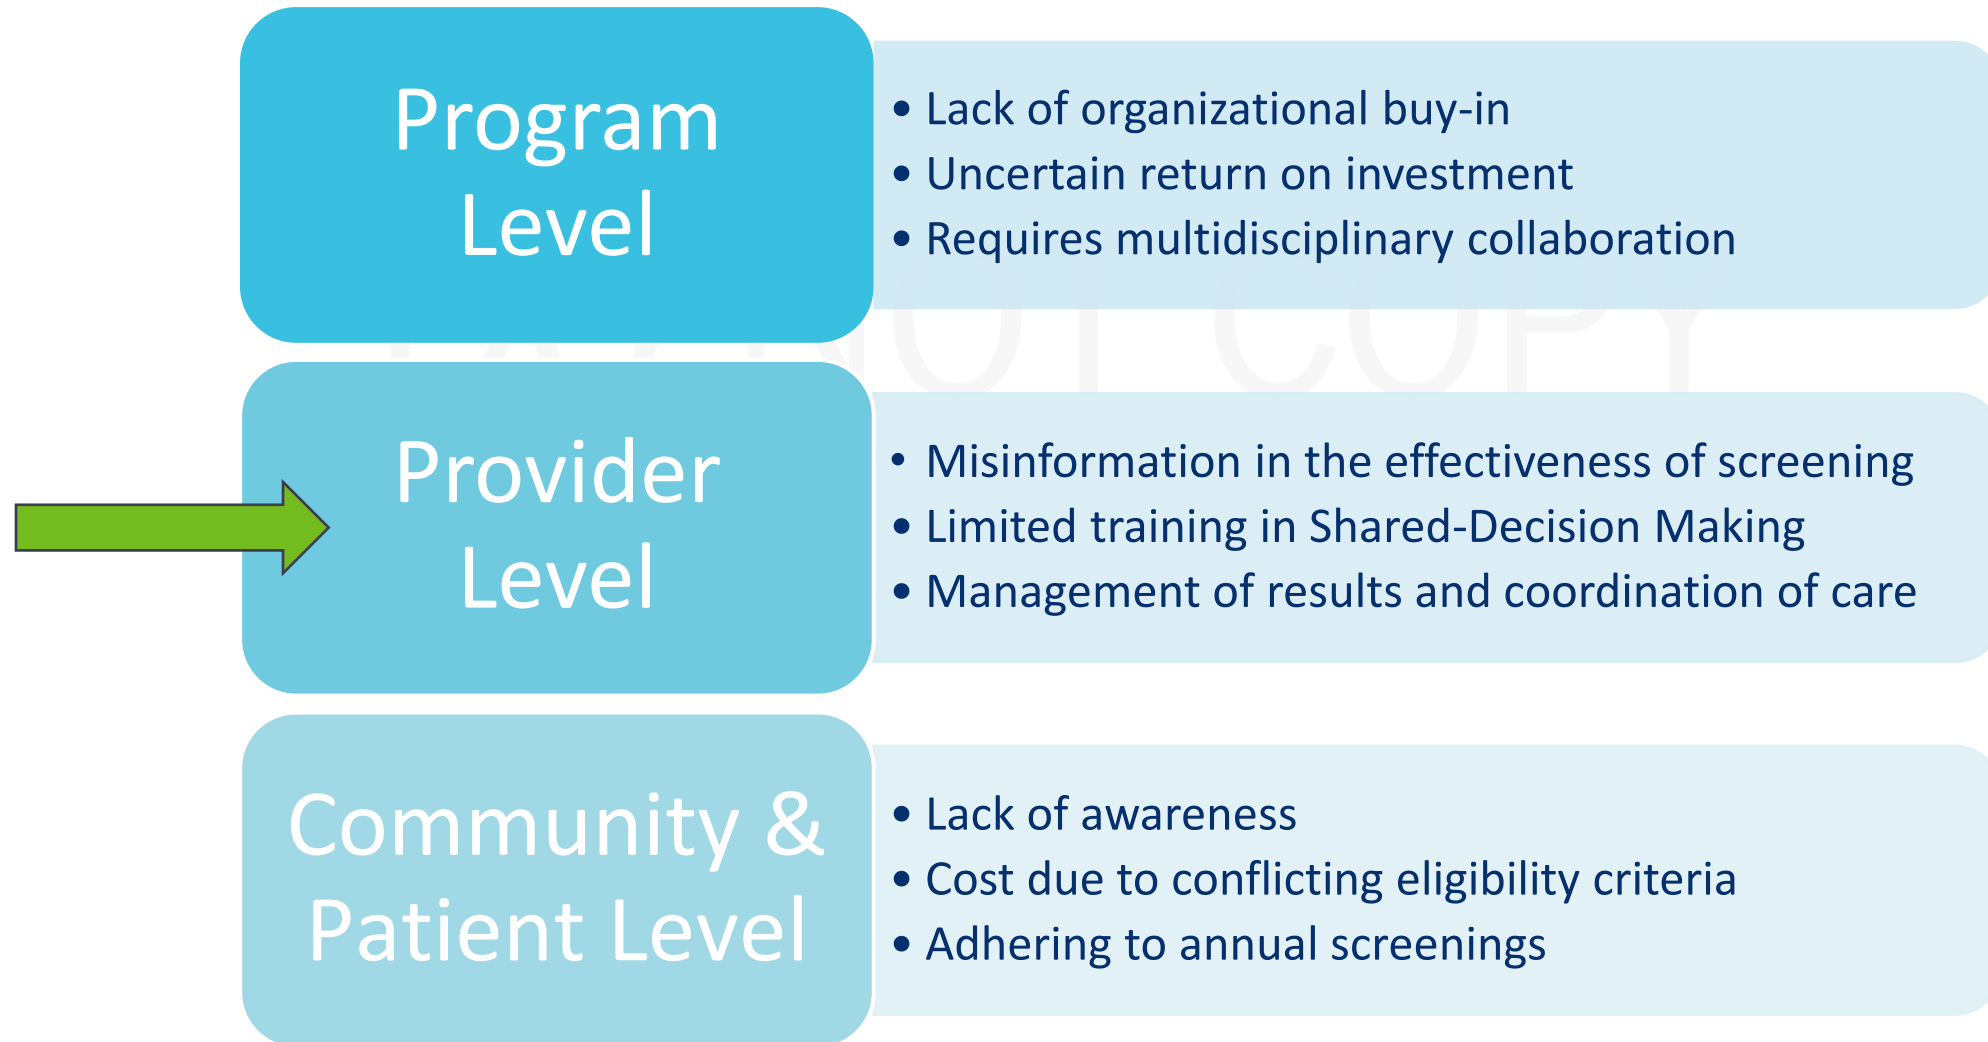 Program
Level
• Lack of organizational buy-in
• Uncertain return on investment
• Requires multidisciplinary collaboration
NOT COPY
Provider
Level
• Misinformation in the effectiveness of screening
• Limited training in Shared-Decision Making
• Management of results and coordination of care
Community &
Patient Level
• Lack of awareness
• Cost due to conflicting eligibility criteria
• Adhering to annual screenings